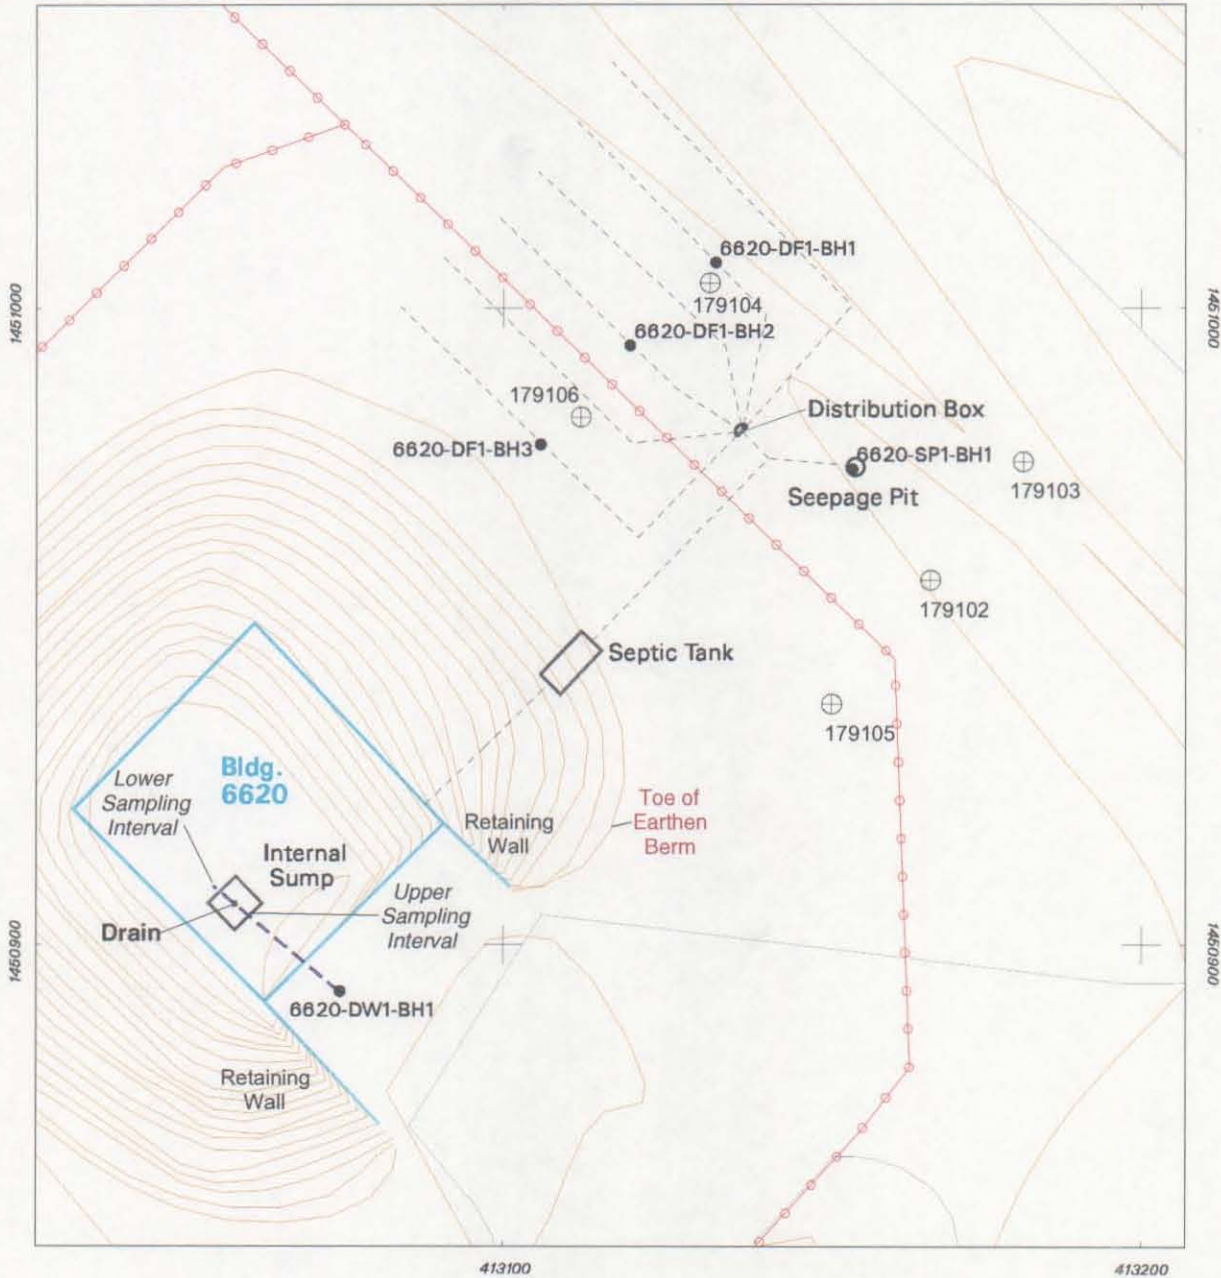 6620-DF1-BH1
179104
1451000
1451000
6620-DF1-BH2
179106
Distribution Box
6620-DF1-BH3
6620-SP1-BH1
179103
Seepage Pit
179102
Septic Tank
179105
Bldg.
6620
Lower
Sampling
Interval
Toe of
Earthen
Berm
Retaining
Wall
Internal
Sump
Upper
Sampling
Interval
Drain
1450900
1450900
6620-DW1-BH1
Retaining
Wall
413100
413200